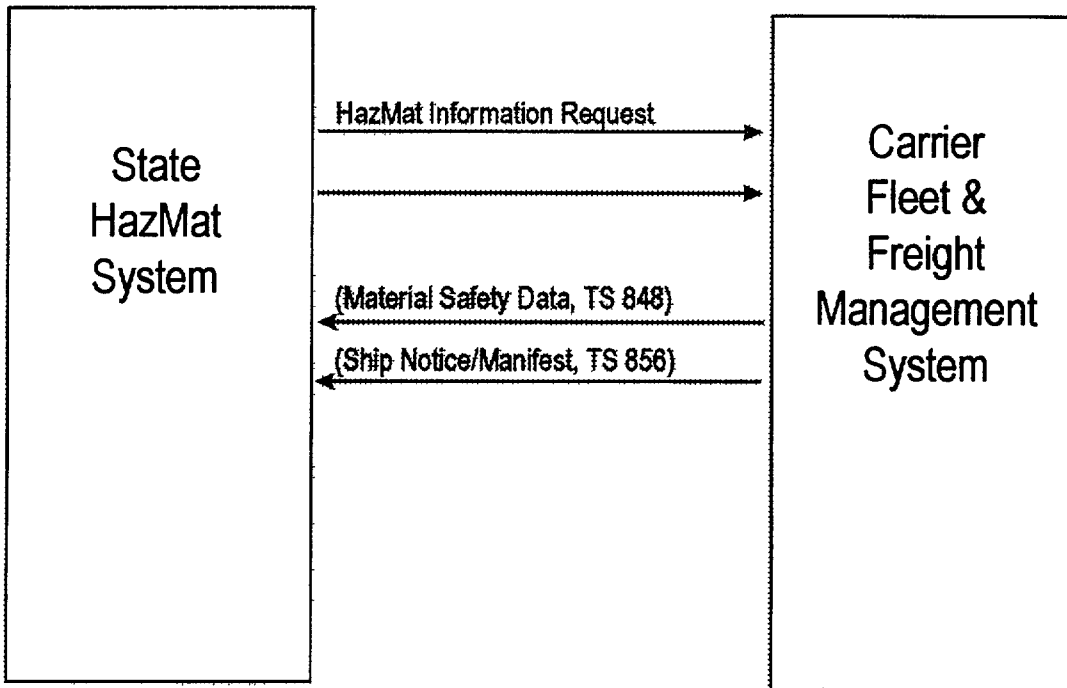 State
HazMat
System
HazMat Information Request
(Material Safety Data, TS 848)
(Ship Notice/Manifest, TS 856)
Carrier
Fleet &
Freight
Management
System